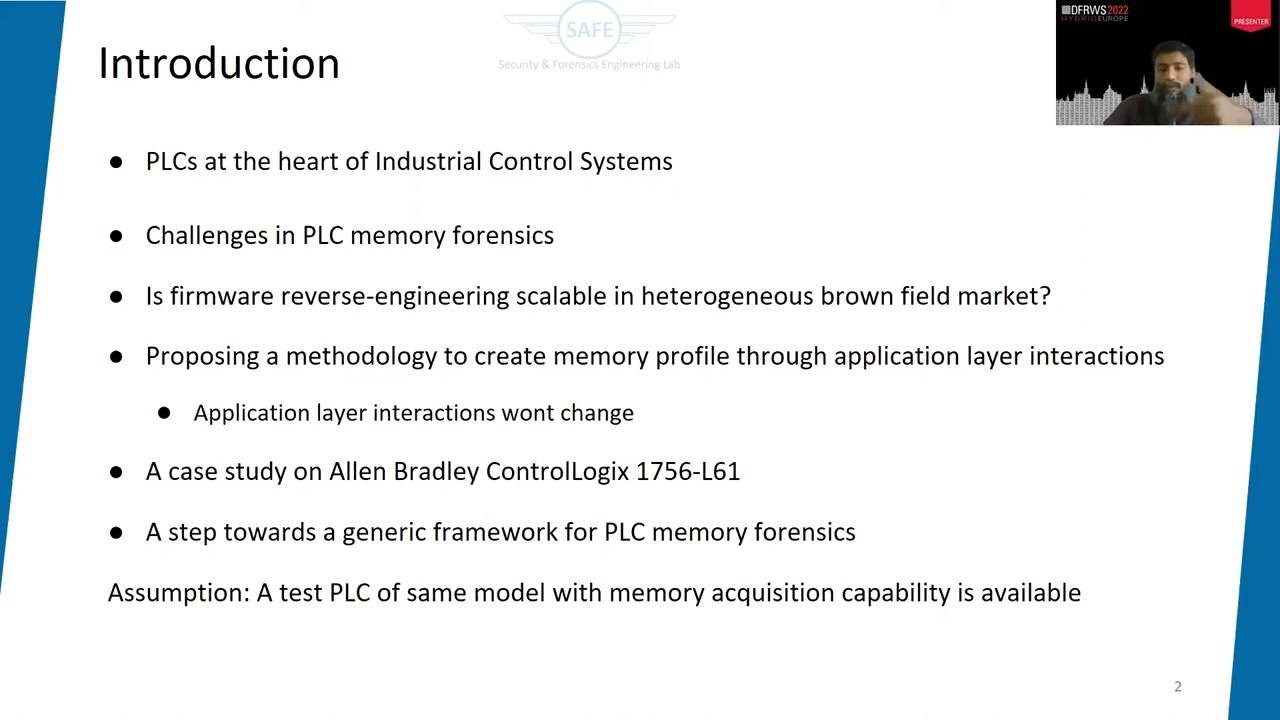 SAFE
Security & Forensics Engineering Lab
DFRWS 2022
HYBRID EUROPE
PRESENTER
Introduction
● PLCs at the heart of Industrial Control Systems
● Challenges in PLC memory forensics
● Is firmware reverse-engineering scalable in heterogeneous brown field market?
● Proposing a methodology to create memory profile through application layer interactions
● Application layer interactions wont change
● A case study on Allen Bradley ControlLogix 1756-L61
● A step towards a generic framework for PLC memory forensics
Assumption: A test PLC of same model with memory acquisition capability is available
2